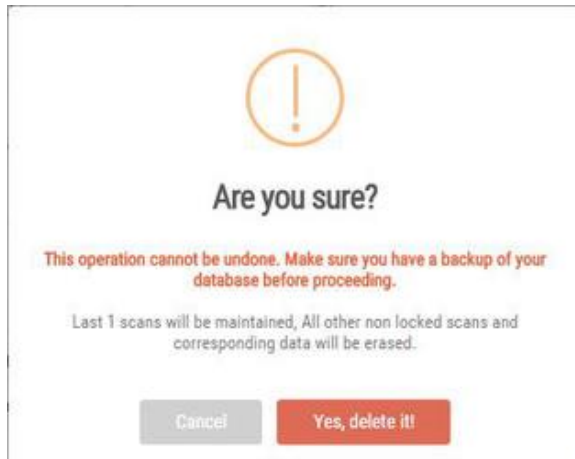 Are you sure?
This operation cannot be undone. Make sure you have a backup of your
database before proceeding.
Last 1 scans will be maintained, All other non locked scans and
corresponding data will be erased.
Cancel Yes, delete it!